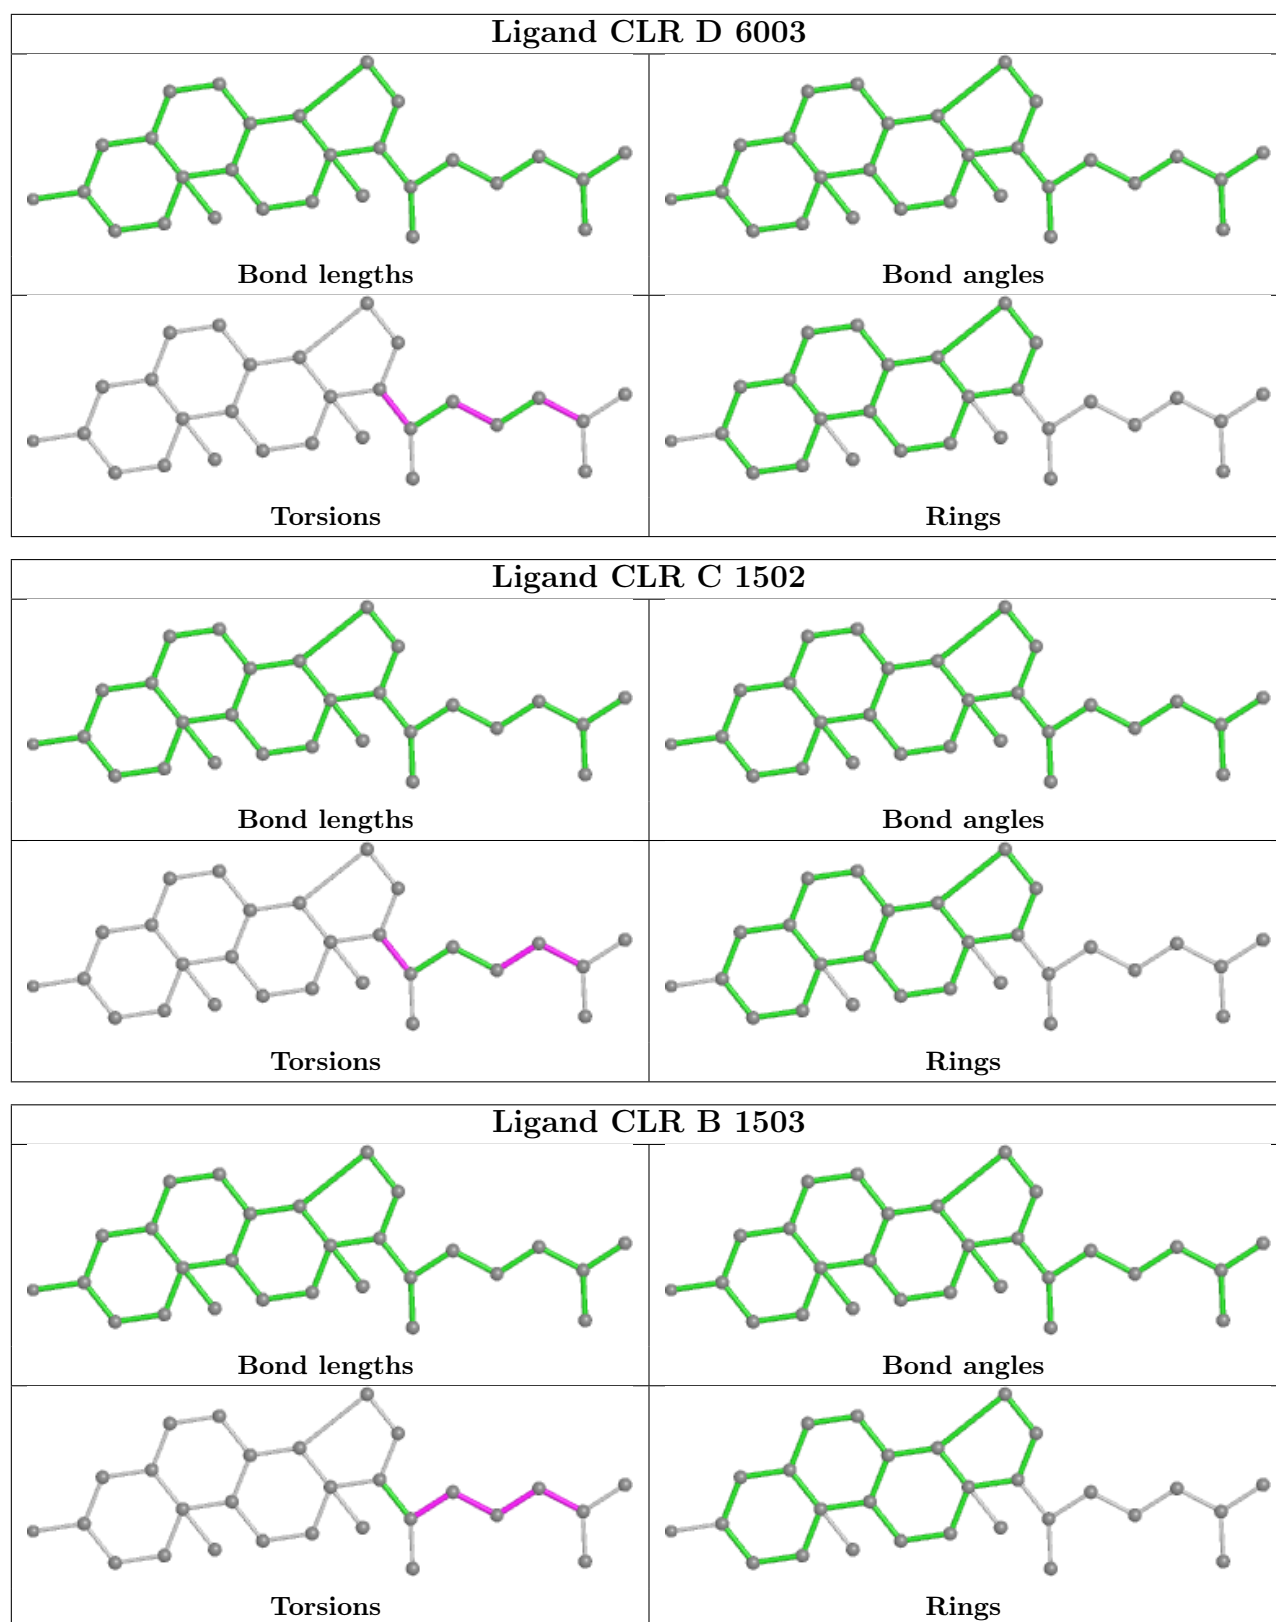 Ligand CLR D 6003
Bond lengths
Bond angles
Torsions
Rings
Ligand CLR C 1502
Bond lengths
Bond angles
Torsions
Rings
Ligand CLR B 1503
Bond lengths
Bond angles
Torsions
Rings